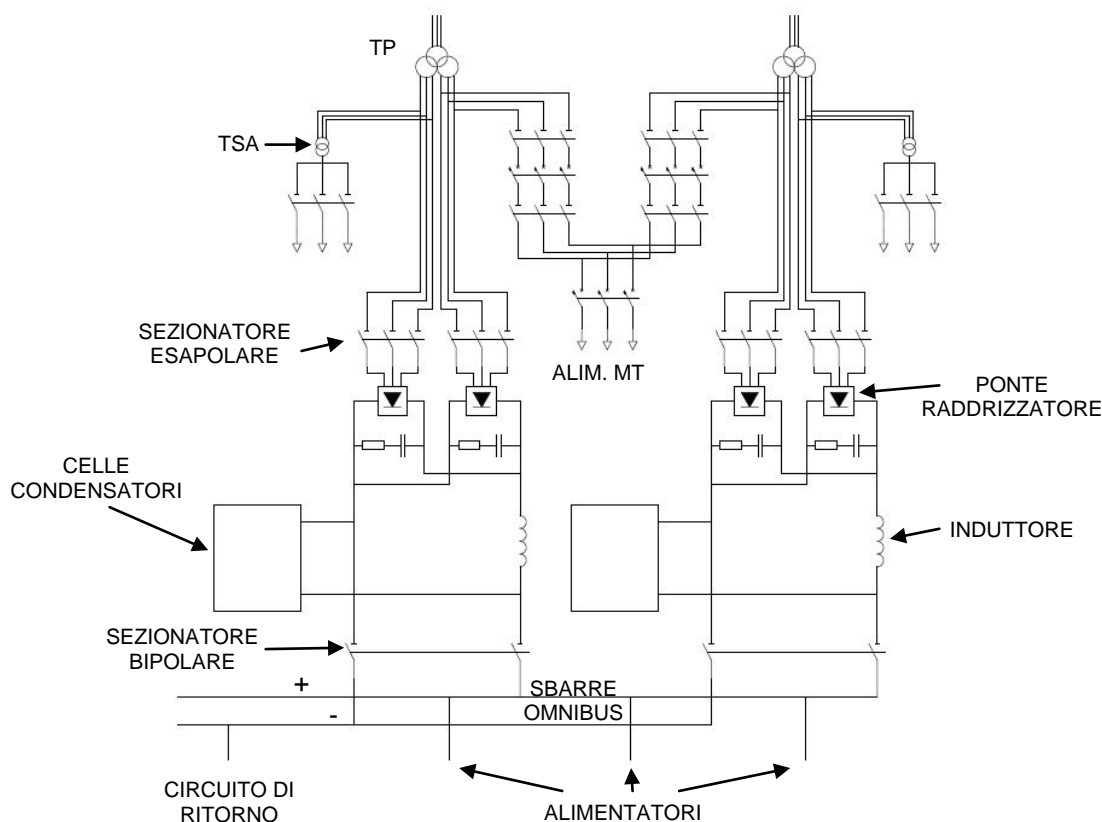 TP
TSA
SEZIONATORE
ESAPOLARE
ALIM. MT
PONTE
RADDRIZZATORE
CELLE
CONDENSATORI
INDUTTORE
SEZIONATORE
BIPOLARE
+
SBARRE
-
OMNIBUS
CIRCUITO DI
RITORNO
ALIMENTATORI